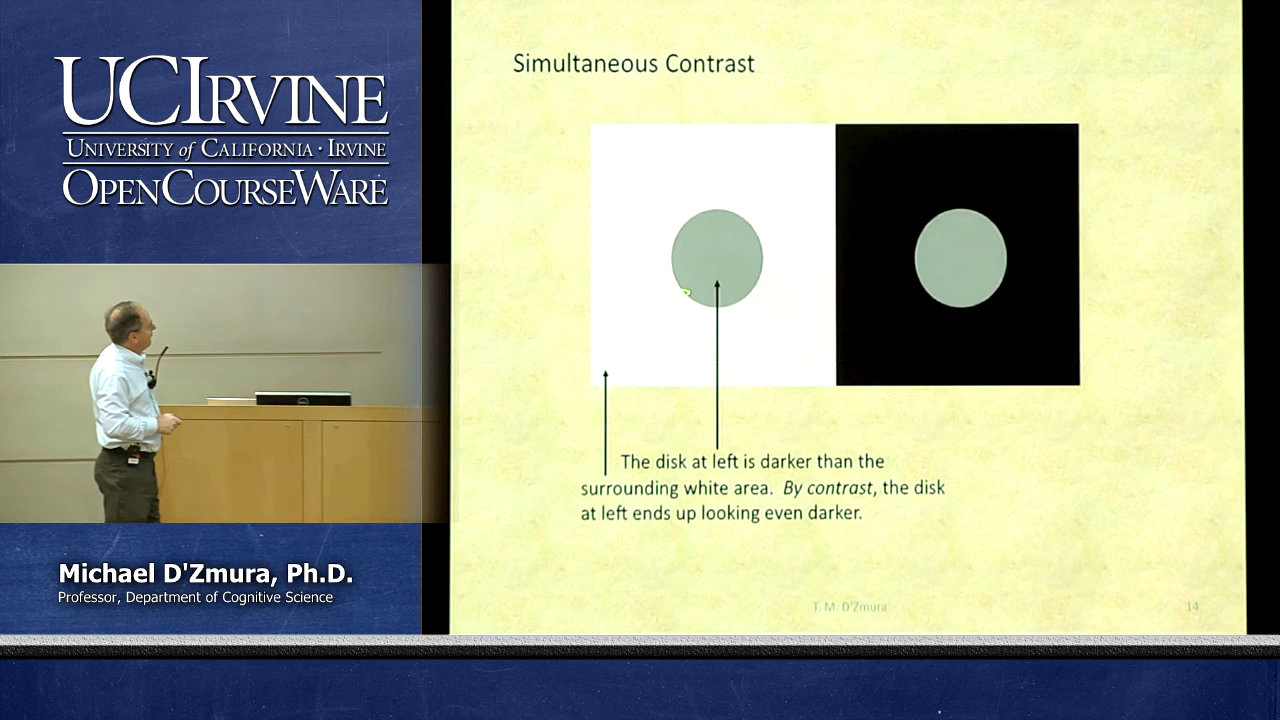 UCIRVINE
UNIVERSITY of CALIFORNIA · IRVINE
OPENCOURSEWARE
Michael D'Zmura, Ph.D.
Professor, Department of Cognitive Science
Simultaneous Contrast
The disk at left is darker than the
surrounding white area. By contrast, the disk
at left ends up looking even darker.
T. M. D'Zmura
14